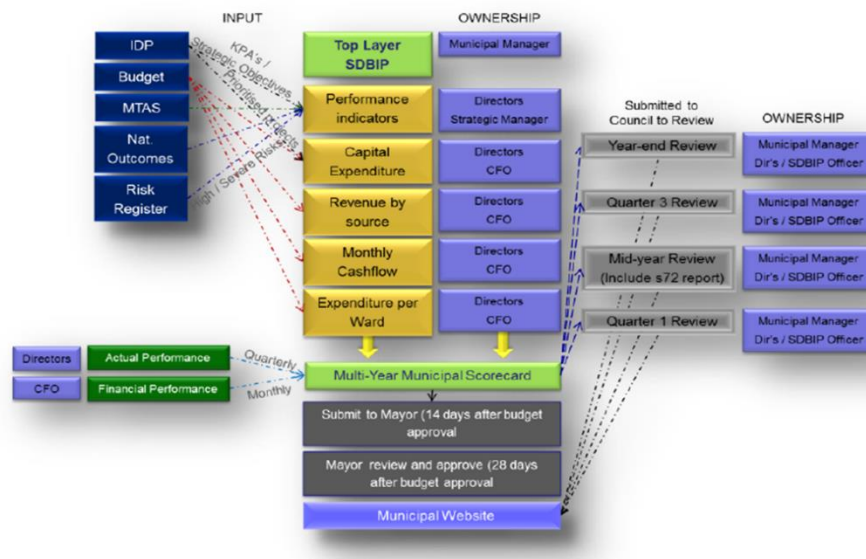 INPUT
OWNERSHIP
IDP
Budget
MTAS
Nat.
Outcomes
Risk
Register
KPA's /
Strategic Objectives
Prioritised Projects
High / Severe Risks
Top Layer
SDBIP
Municipal Manager
Performance
indicators
Directors
Strategic Manager
Capital
Expenditure
Directors
CFO
Revenue by
source
Directors
CFO
Monthly
Cashflow
Directors
CFO
Expenditure per
Ward
Directors
CFO
Submitted to
Council to Review
OWNERSHIP
Year-end Review
Municipal Manager
Dir's / SDBIP Officer
Quarter 3 Review
Municipal Manager
Dir's / SDBIP Officer
Mid-year Review
(Include s72 report)
Municipal Manager
Dir's / SDBIP Officer
Quarter 1 Review
Municipal Manager
Dir's / SDBIP Officer
Directors
Actual Performance
Quarterly
CFO
Financial Performance
Monthly
Multi-Year Municipal Scorecard
Submit to Mayor (14 days after budget
approval
Mayor review and approve (28 days
after budget approval
Municipal Website